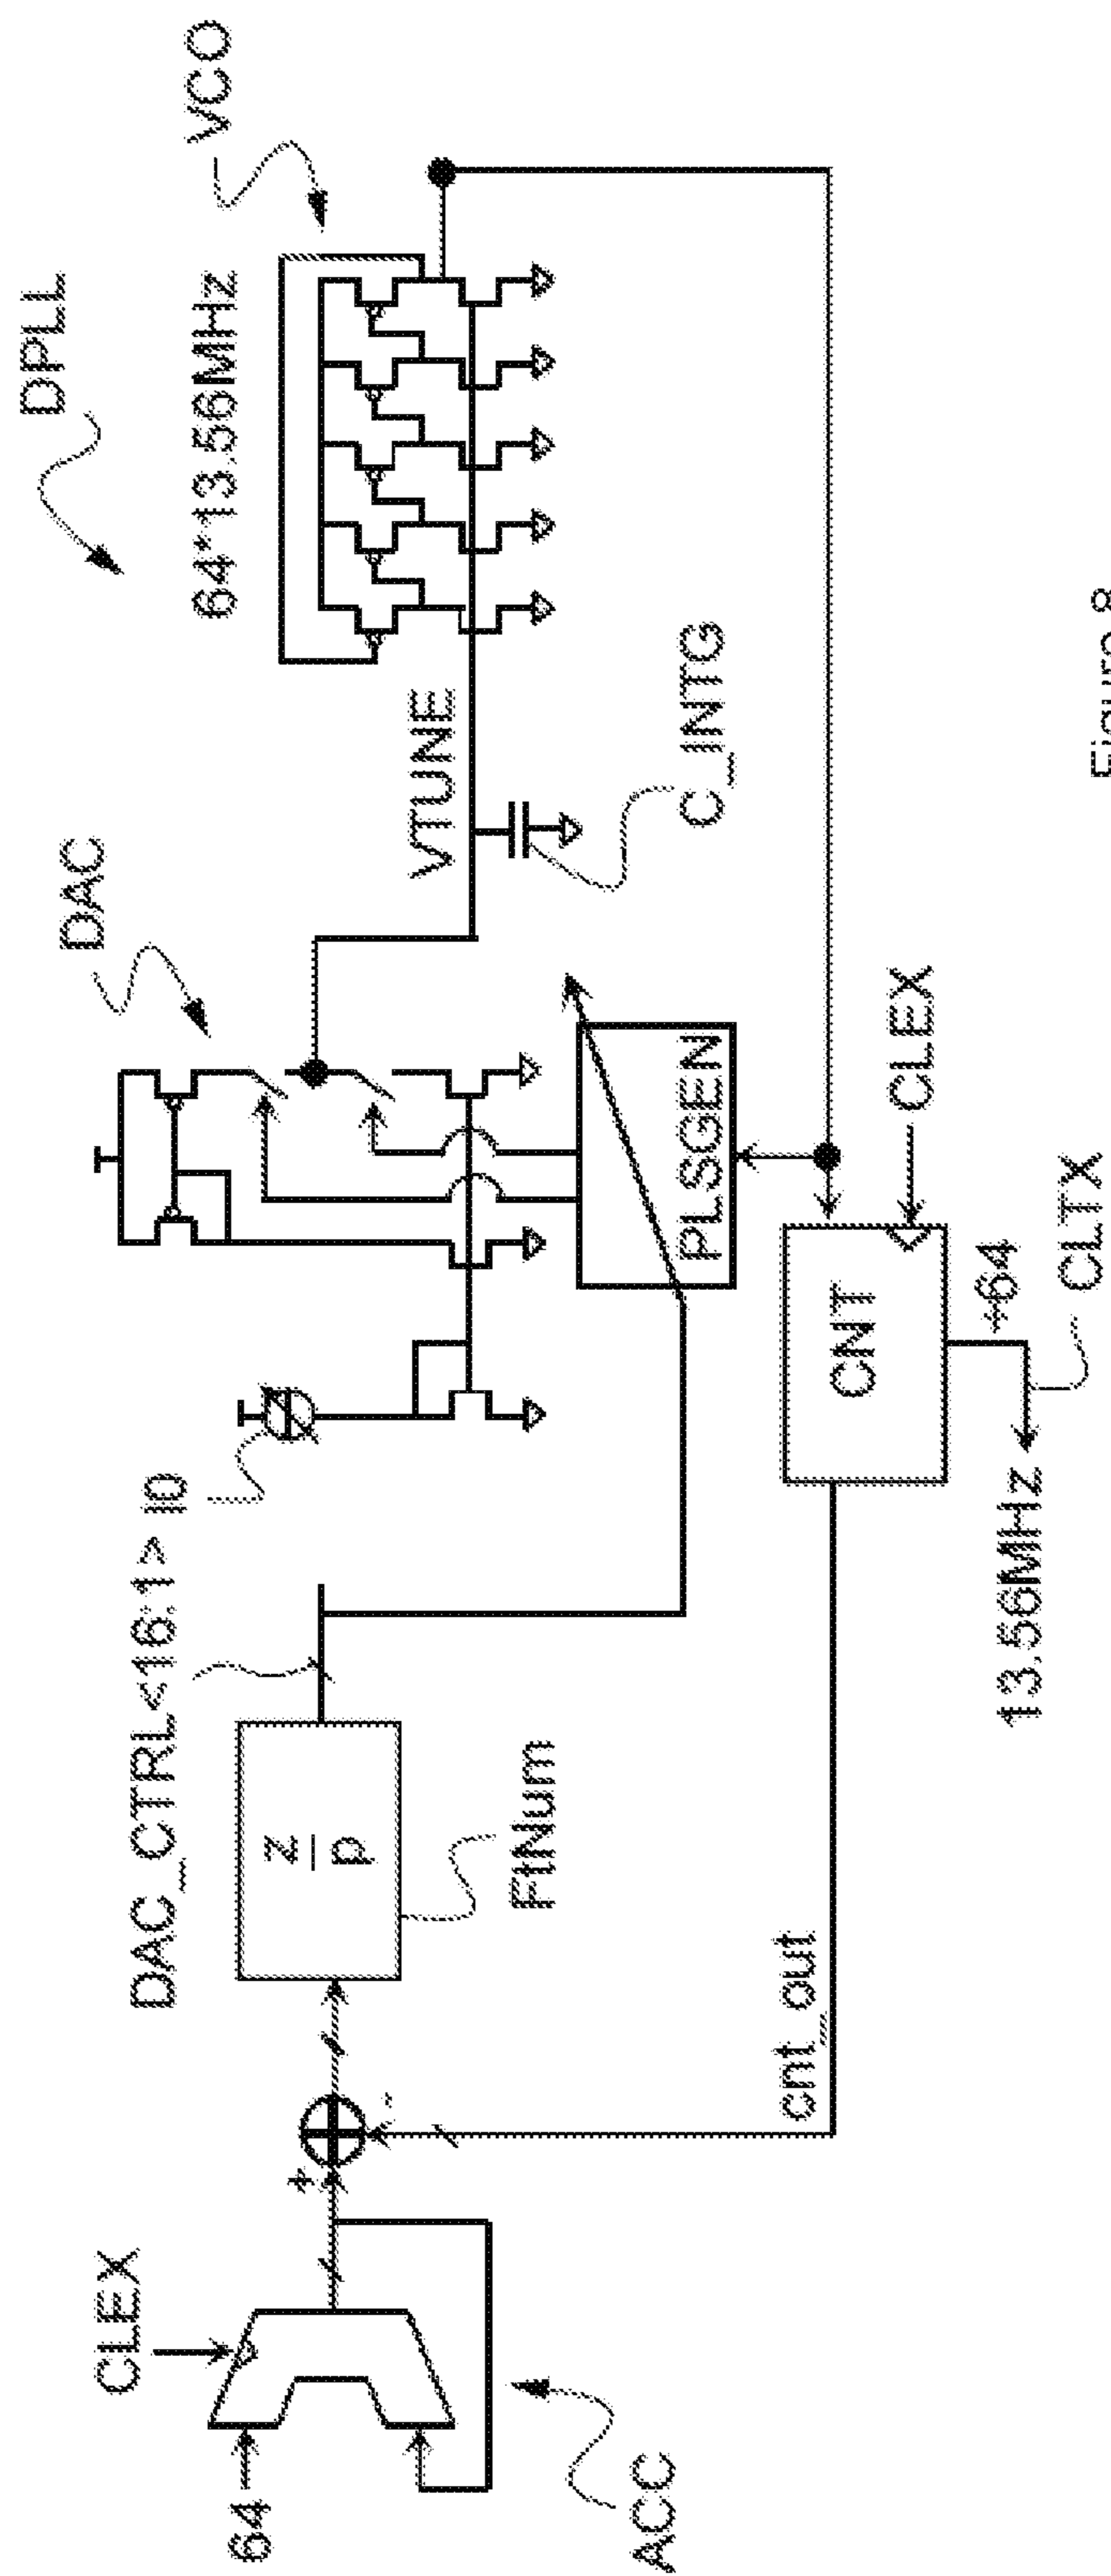 DPLL
DAC
VCO
64*13.56MHz
CLEX
64
ACC
+
-
z
p
FtNum
DAC_CTRL<16:1>
I0
VTUNE
C_INTG
PLSGEN
cnt_out
CNT
CLEX
÷64
CLTX
13.56MHz
Figure 8